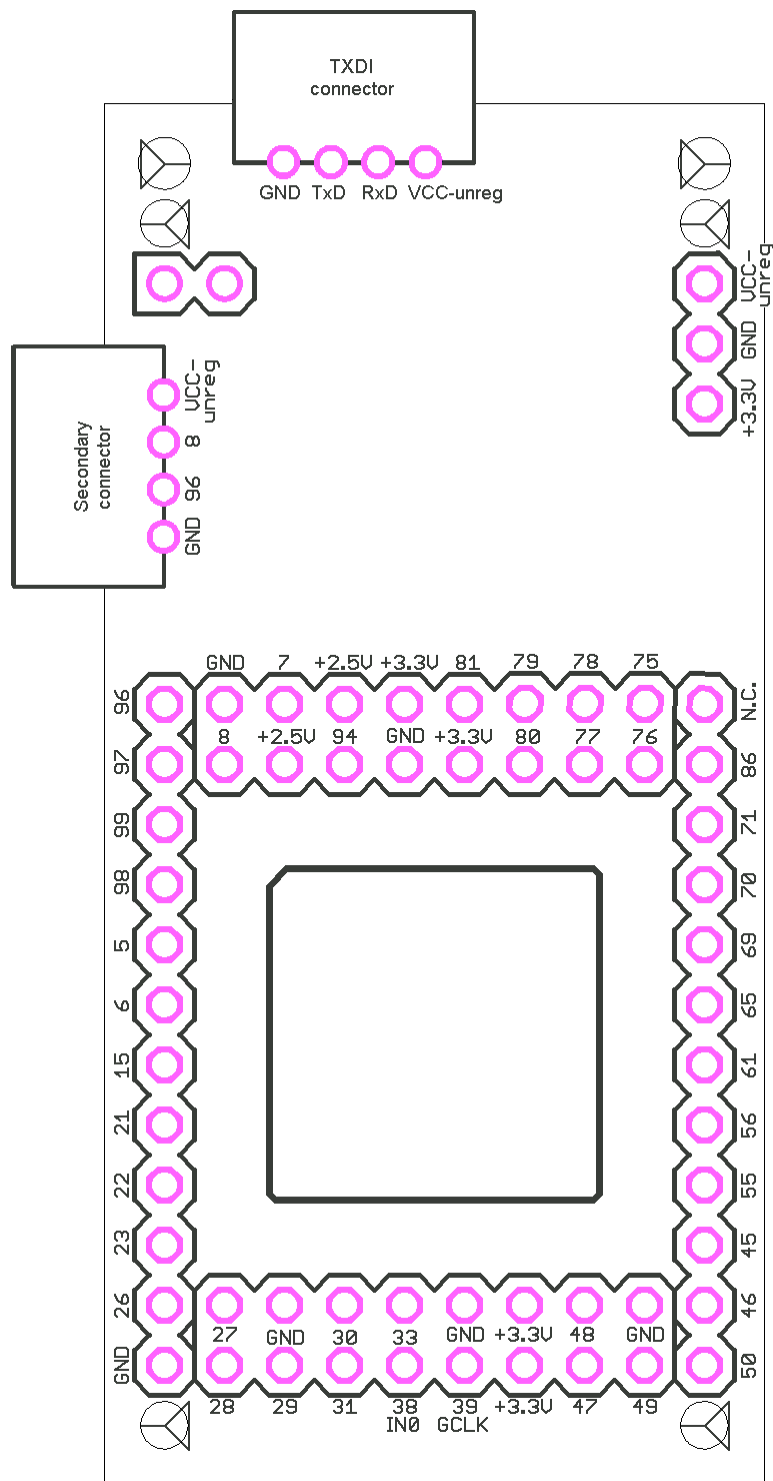 TXDI
connector
GND TxD RxD VCC-unreg
VCC-
unreg
GND
+3.3V
Secondary
connector
VCC-
unreg
8
96
GND
GND 7 +2.5V +3.3V 81 79 78 75
8 +2.5V 94 GND +3.3V 80 77 76
96
97
99
98
5
6
15
21
22
23
26
GND
N.C.
86
71
70
69
65
61
56
55
45
46
50
27 GND 30 33 GND +3.3V 48 GND
28 29 31 38 39 +3.3V 47 49
IN0 GCLK